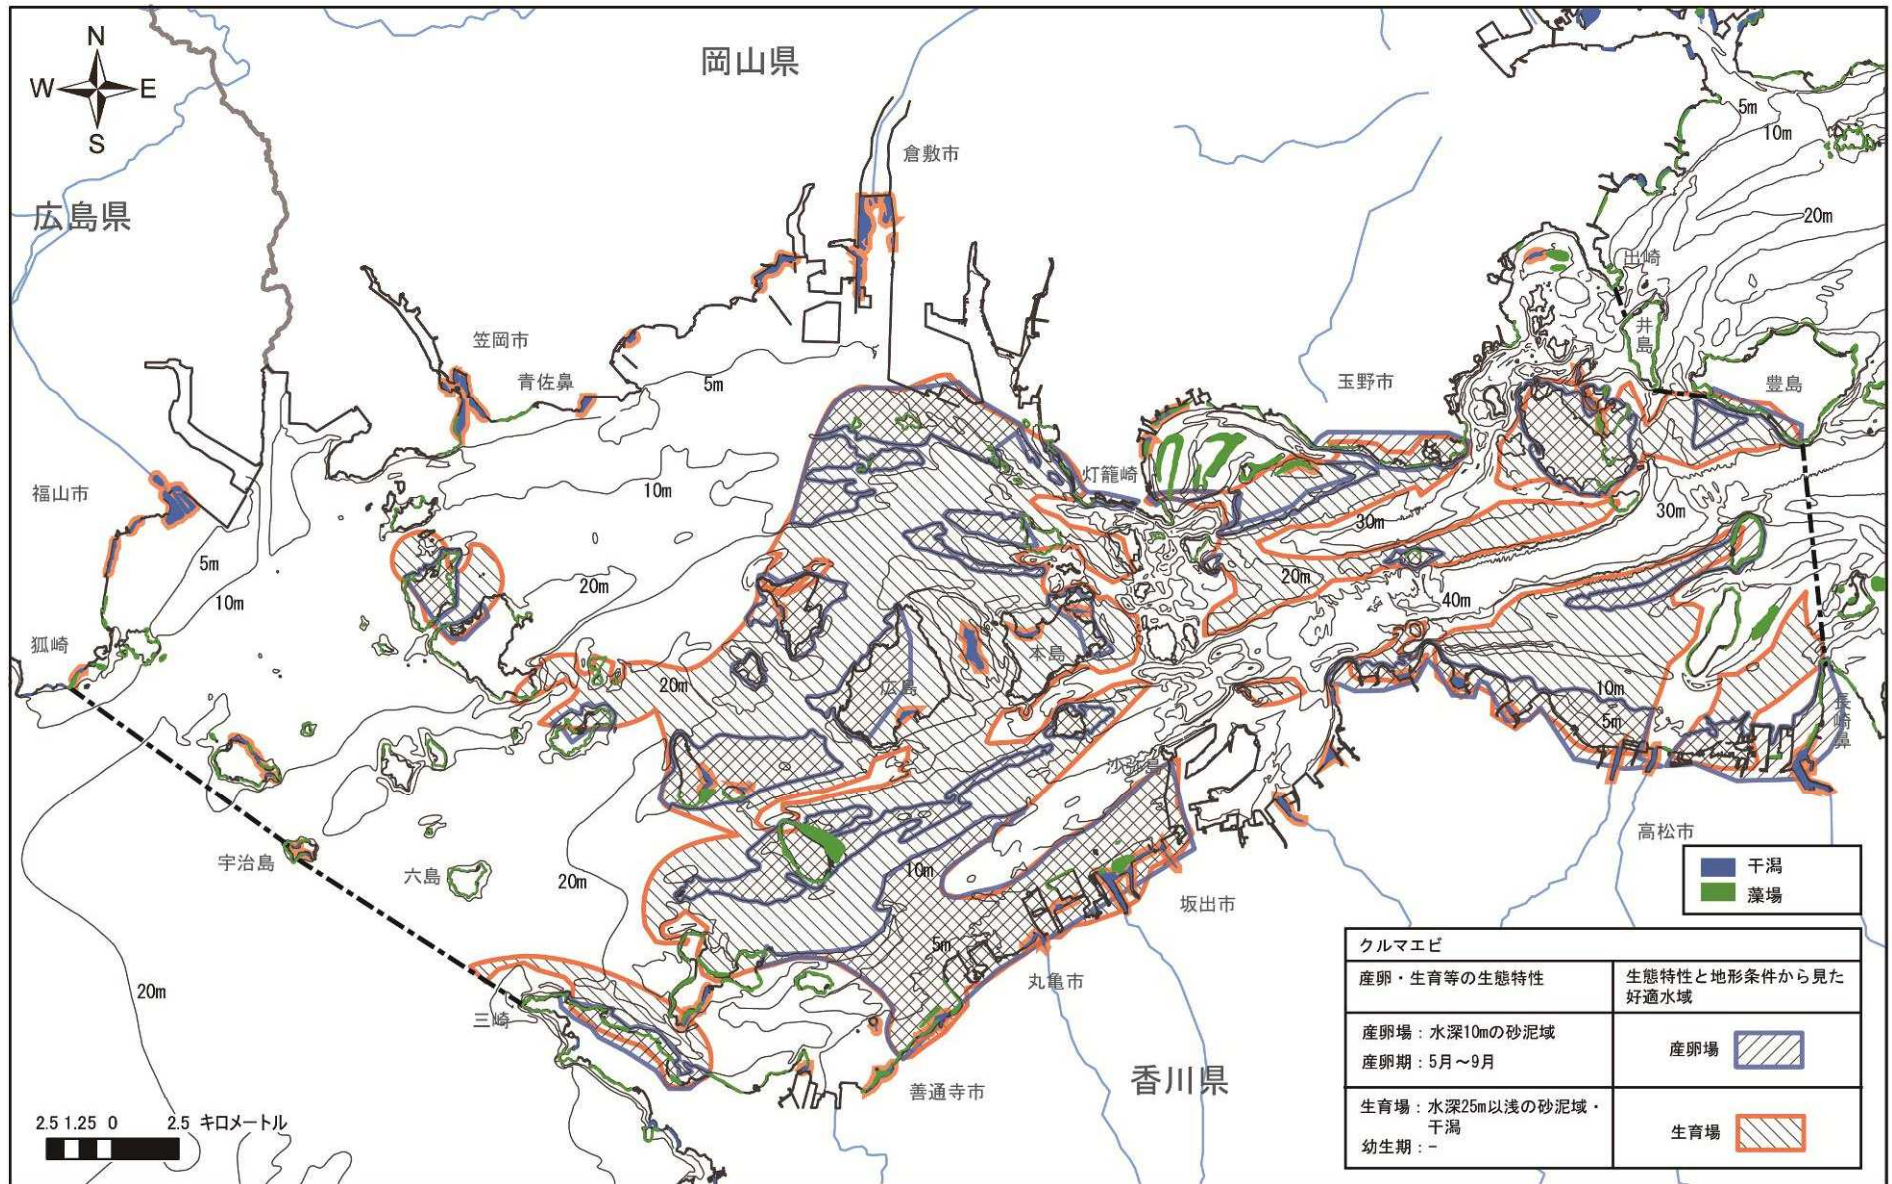 N
W E
S
岡山県
倉敷市
広島県
5m
10m
20m
出崎
井島
笠岡市
青佐鼻
5m
玉野市
豊島
福山市
10m
灯籠崎
30m
30m
5m
10m
20m
20m
40m
狐崎
20m
本島
広島
10m
5m
長崎鼻
沙弥島
高松市
宇治島
六島
20m
10m
坂出市
5m
丸亀市
20m
三崎
善通寺市
香川県
干潟
藻場
クルマエビ
産卵・生育等の生態特性
生態特性と地形条件から見た
好適水域
産卵場：水深10mの砂泥域
産卵期：5月～9月
産卵場
生育場：水深25m以浅の砂泥域・
干潟
幼生期：-
生育場
2.5 1.25 0 2.5 キロメートル